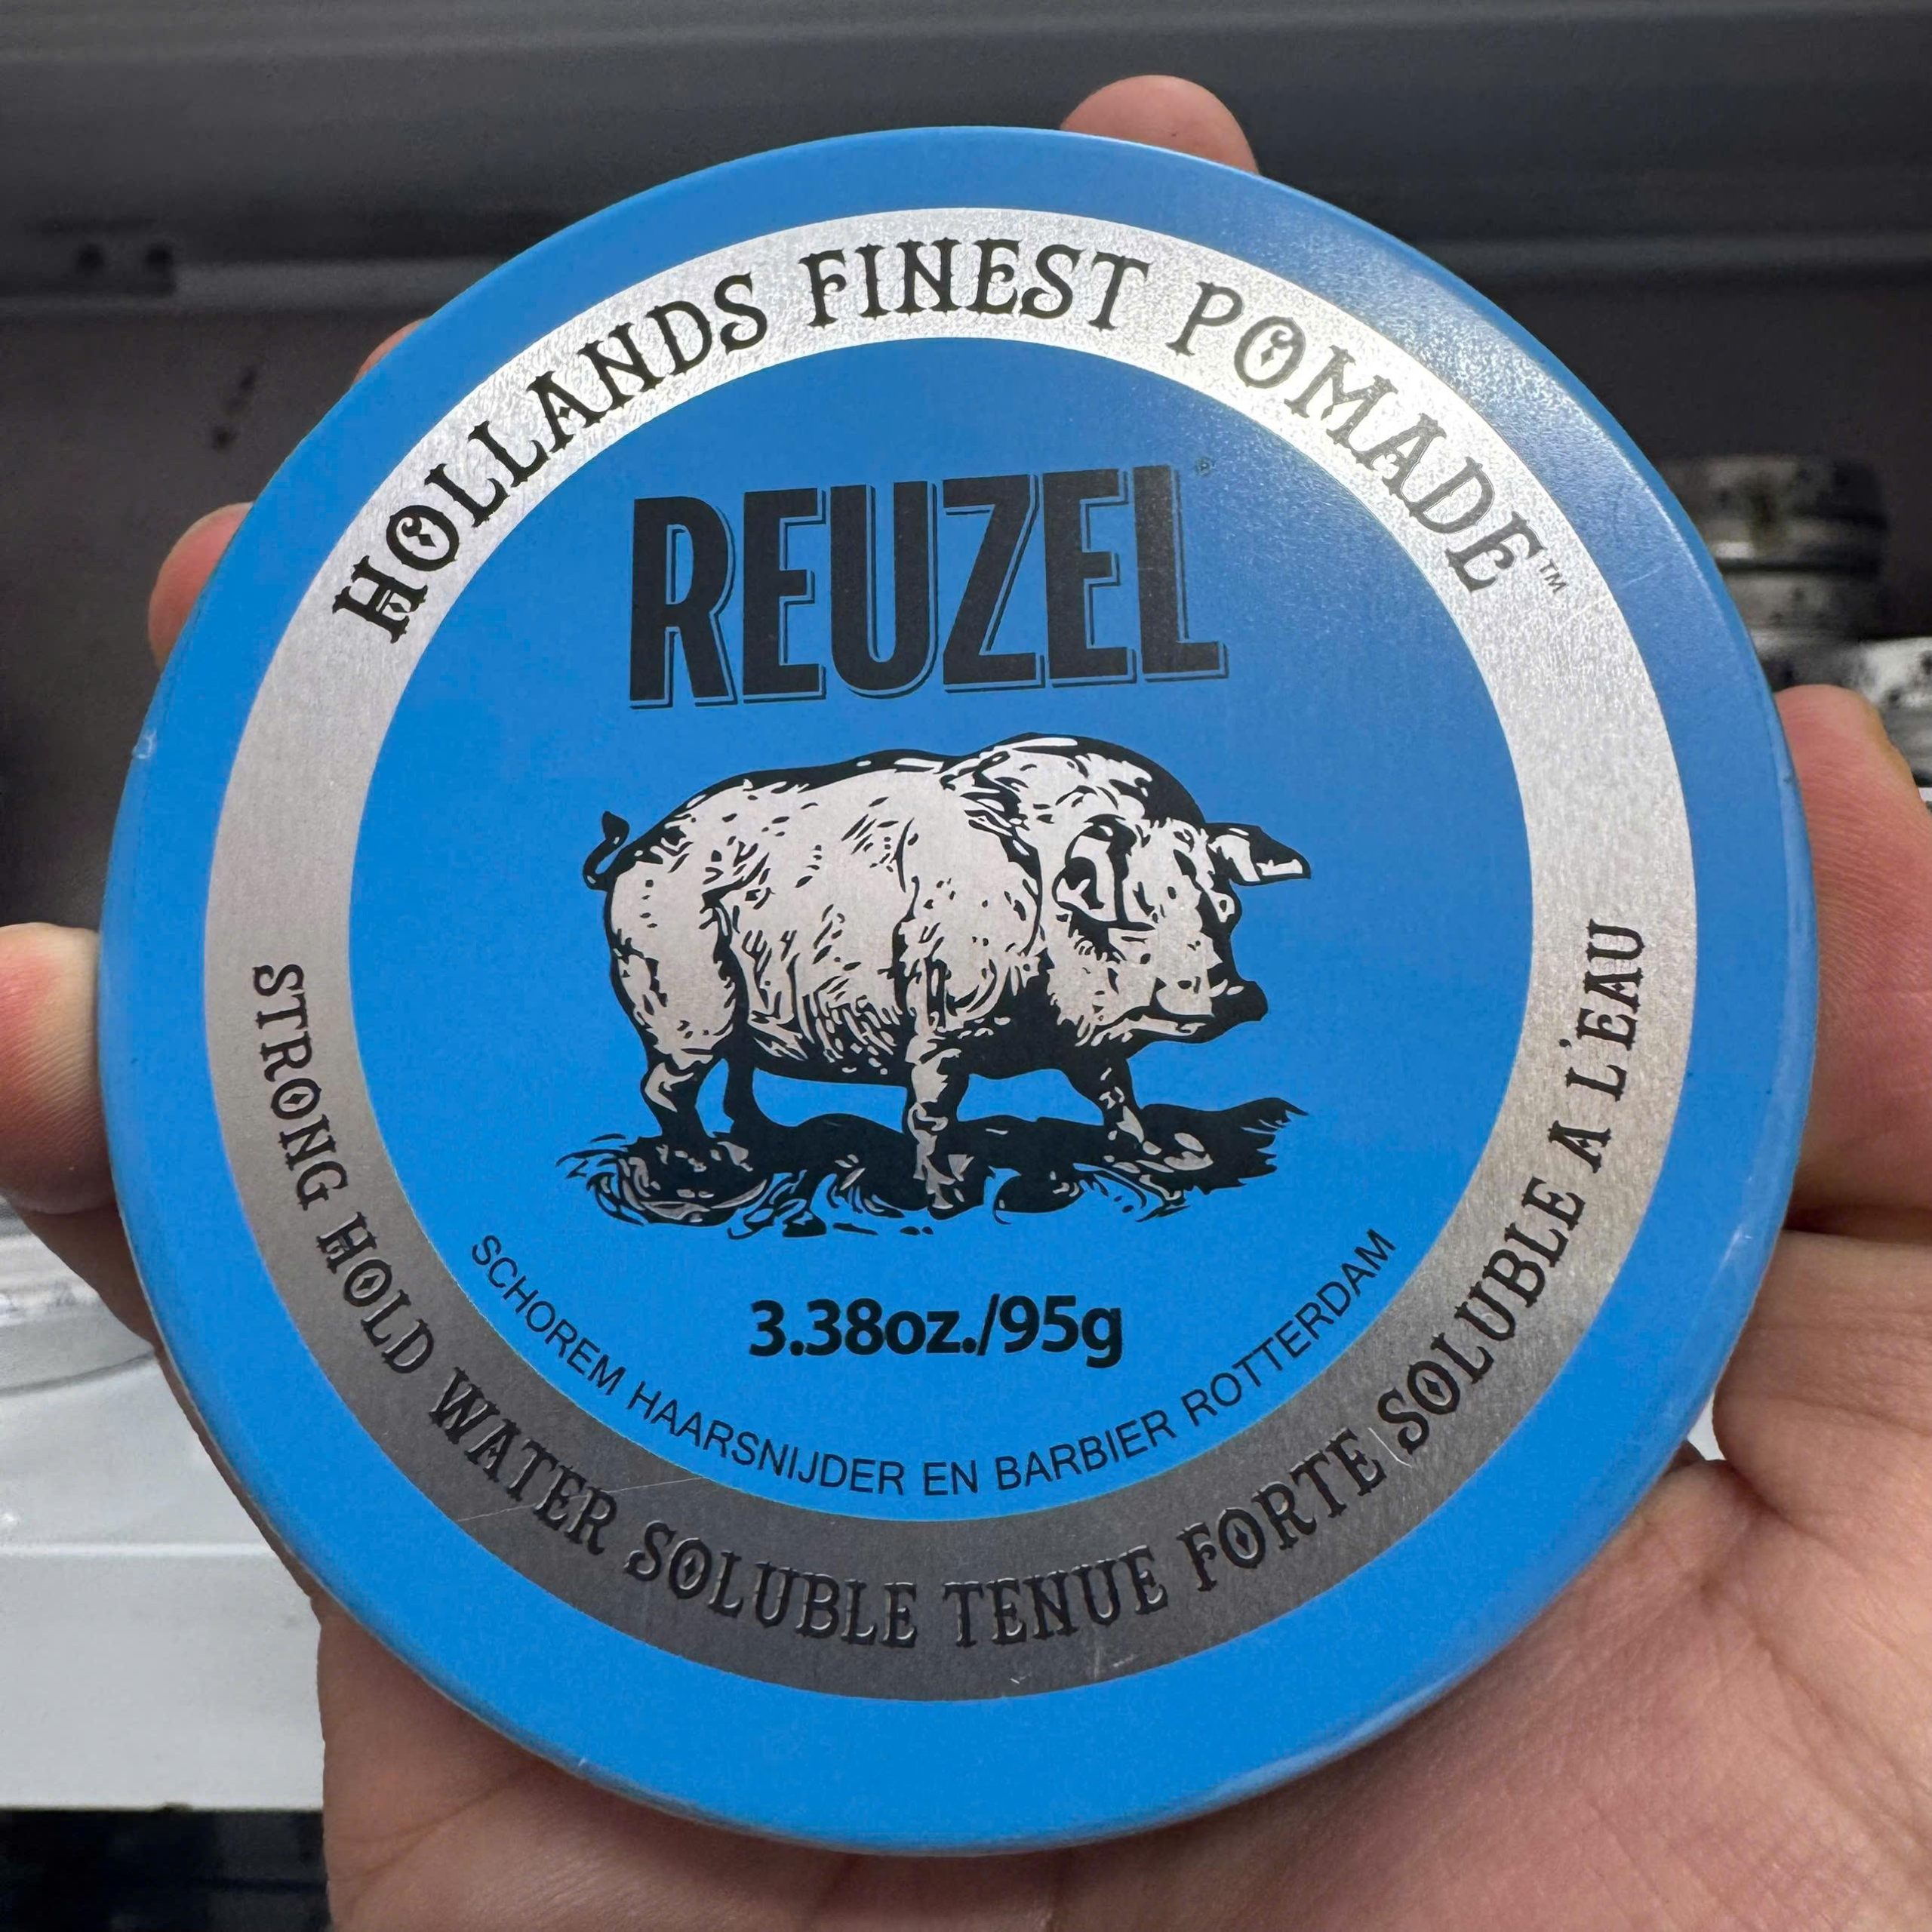 HOLLANDS FINEST POMADE™
REUZEL®
3.38oz./95g
SCHOREM HAARSNIJDER EN BARBIER ROTTERDAM
STRONG HOLD WATER SOLUBLE TENUE FORTE SOLUBLE A L'EAU